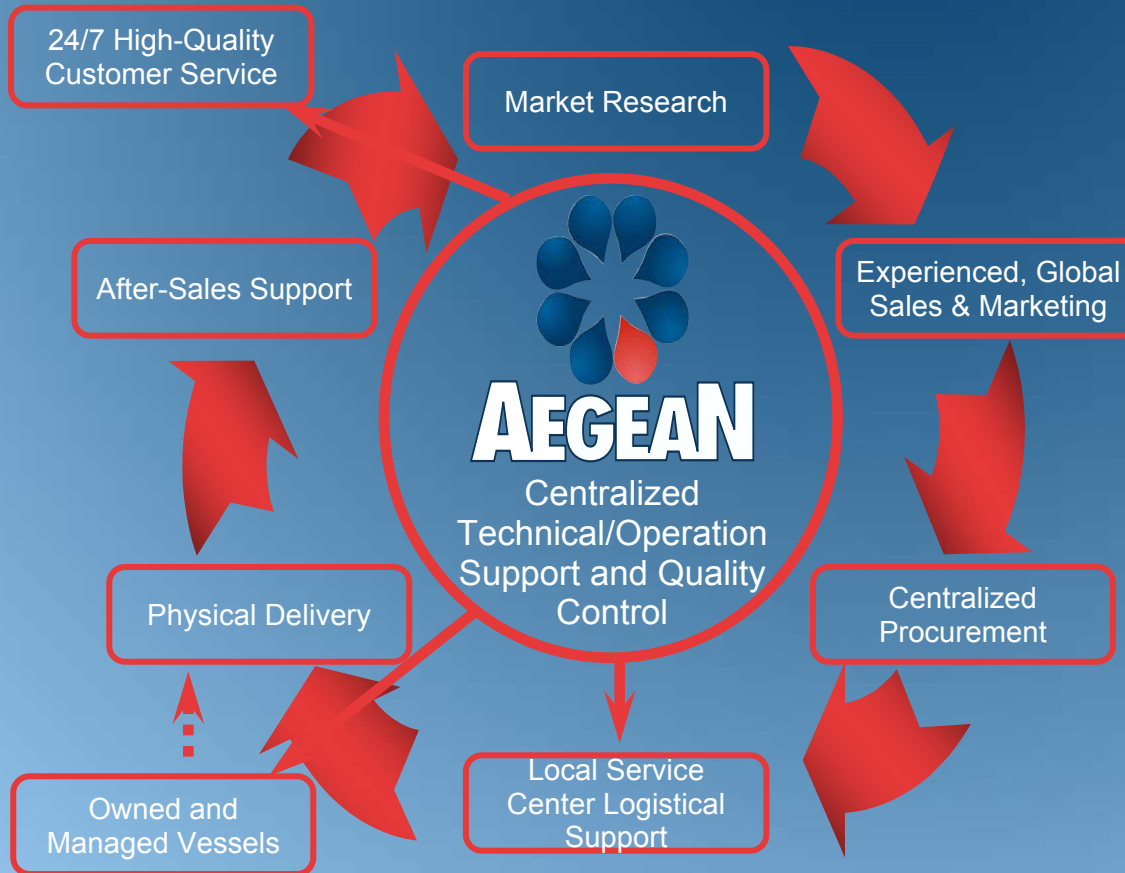 24/7 High-Quality
Customer Service
Market Research
After-Sales Support
Experienced, Global
Sales & Marketing
AEGEAN
Centralized
Technical/Operation
Support and Quality
Control
Physical Delivery
Centralized
Procurement
Owned and
Managed Vessels
Local Service
Center Logistical
Support